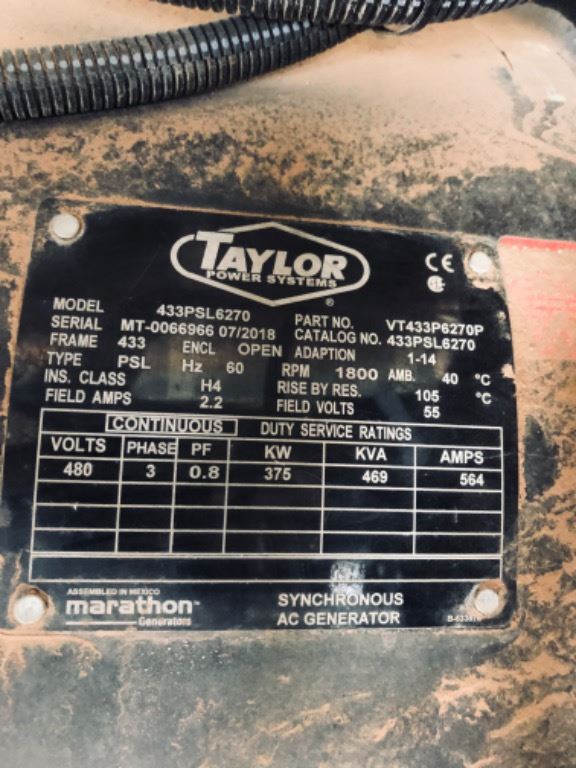 TAYLOR
POWER SYSTEMS
®
CE
MODEL 433PSL6270 PART NO. VT433P6270P
SERIAL MT-0066966 07/2018 CATALOG NO. 433PSL6270
FRAME 433 ENCL OPEN ADAPTION 1-14
TYPE PSL Hz 60 RPM 1800 AMB. 40 °C
INS. CLASS H4 RISE BY RES. 105 °C
FIELD AMPS 2.2 FIELD VOLTS 55
CONTINUOUS DUTY SERVICE RATINGS
VOLTS PHASE PF KW KVA AMPS
480 3 0.8 375 469 564
ASSEMBLED IN MEXICO
marathon™
Generators
SYNCHRONOUS
AC GENERATOR